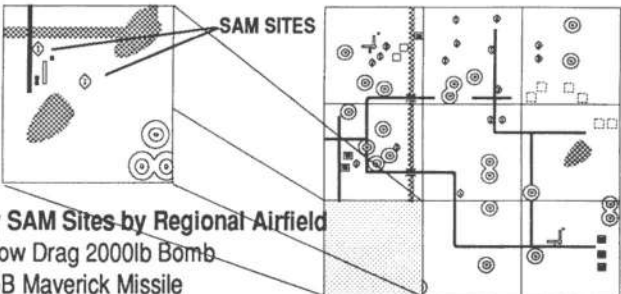 SAM SITES
SAM Sites by Regional Airfield
ow Drag 2000lb Bomb
B Maverick Missile